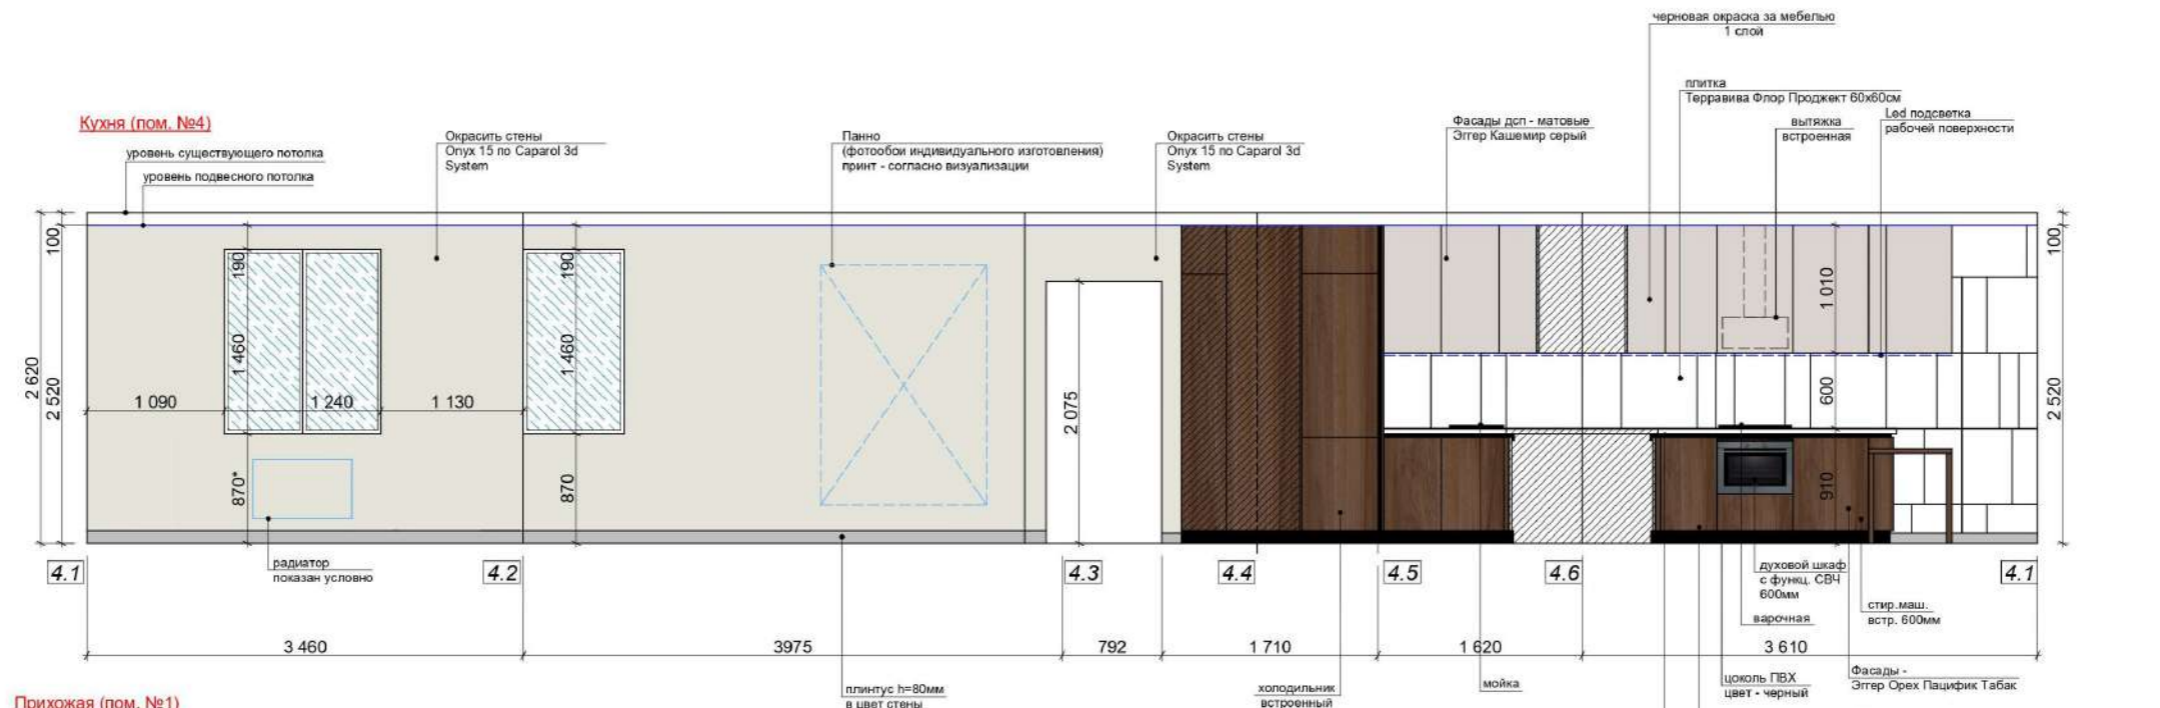 черновая окраска за мебелью
1 слой
плитка
Терравива Флор Проджект 60х60см
Кухня (пом. №4)
Окрасить стены
Onyx 15 по Caparol 3d
System
Панно
(фотообои индивидуального изготовления)
принт - согласно визуализации
Окрасить стены
Onyx 15 по Caparol 3d
System
Фасады дсп - матовые
Эггер Кашемир серый
вытяжка
встроенная
Led подсветка
рабочей поверхности
уровень существующего потолка
уровень подвесного потолка
100
190
190
100
1 010
1 460
1 460
2 620
2 520
1 090
1 240
1 130
2 075
600
2 520
870*
870
910
радиатор
показан условно
4.1
4.2
4.3
4.4
4.5
4.6
4.1
духовой шкаф
с функц. СВЧ
600мм
стир.маш.
встр. 600мм
варочная
3 460
3975
792
1 710
1 620
3 610
плинтус h=80мм
в цвет стены
холодильник
встроенный
мойка
цоколь ПВХ
цвет - черный
Фасады -
Эггер Орех Пацифик Табак
Прихожая (пом. №1)